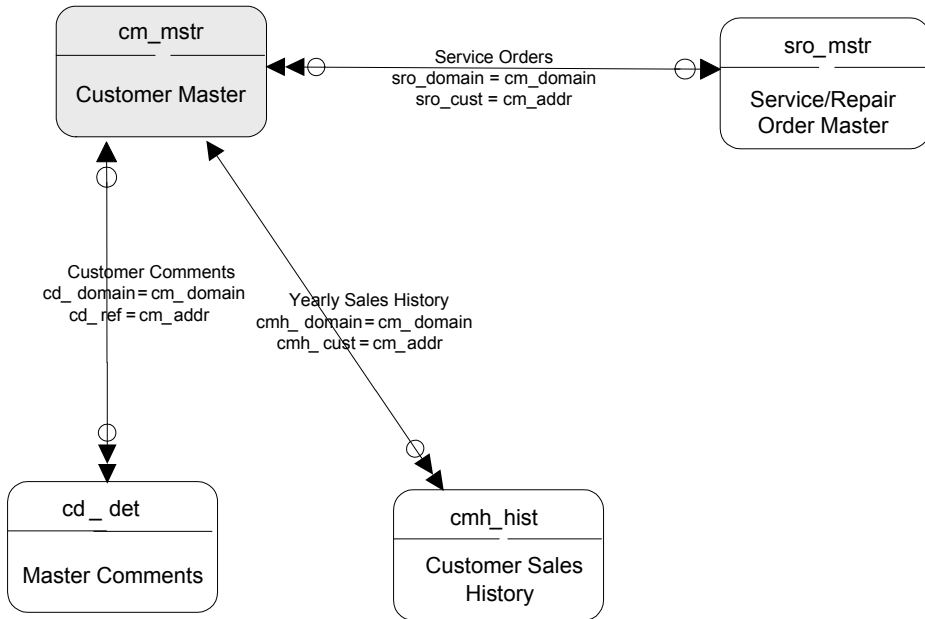 cm_mstr
Customer Master
Service Orders
sro_domain = cm_domain
sro_cust = cm_addr
sro_mstr
Service/Repair
Order Master
Customer Comments
cd_ domain = cm_ domain
cd_ ref = cm_addr
Yearly Sales History
cmh_ domain = cm_ domain
cmh_ cust = cm_addr
cd _ det
Master Comments
cmh_hist
Customer Sales
History